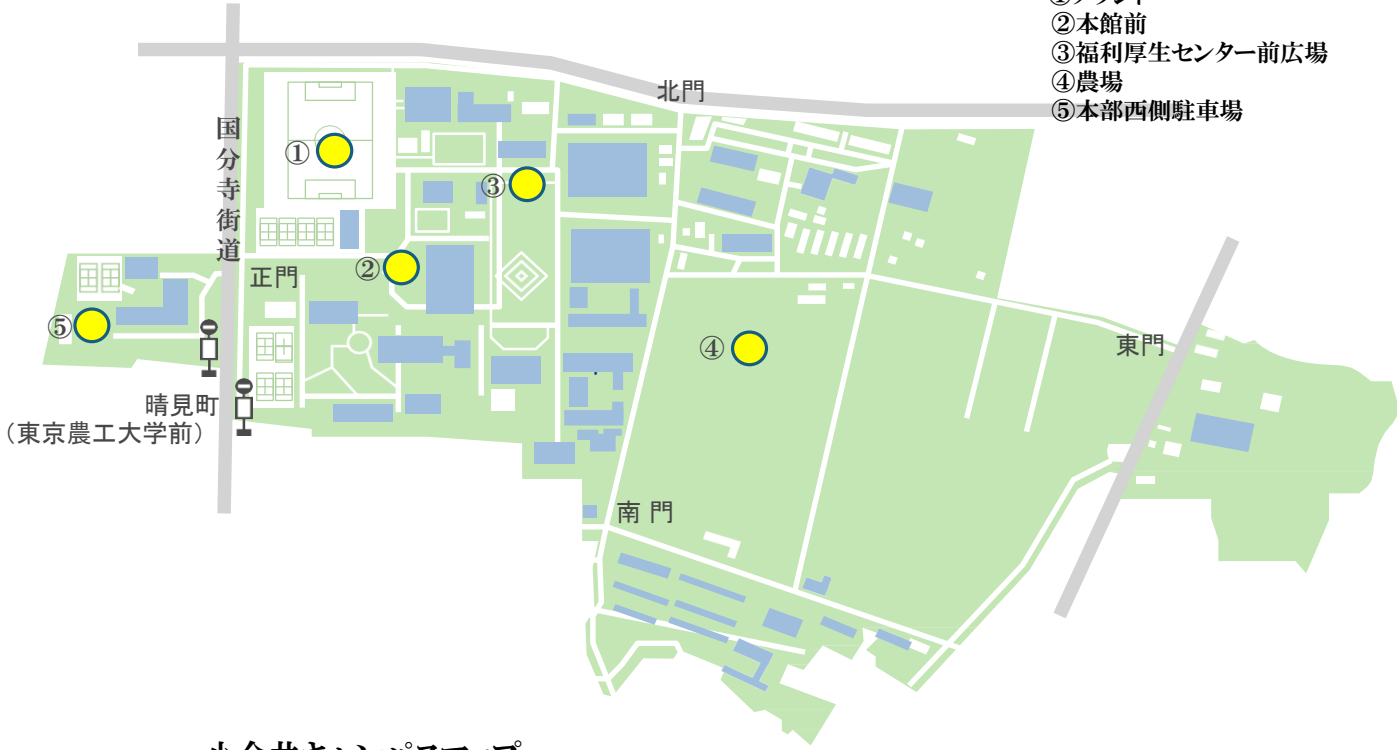 ②本館前
③福利厚生センター前広場
④農場
⑤本部西側駐車場
北門
国分寺街道
①
③
②
正門
⑤
④
東門
晴見町
（東京農工大学前）
南 門